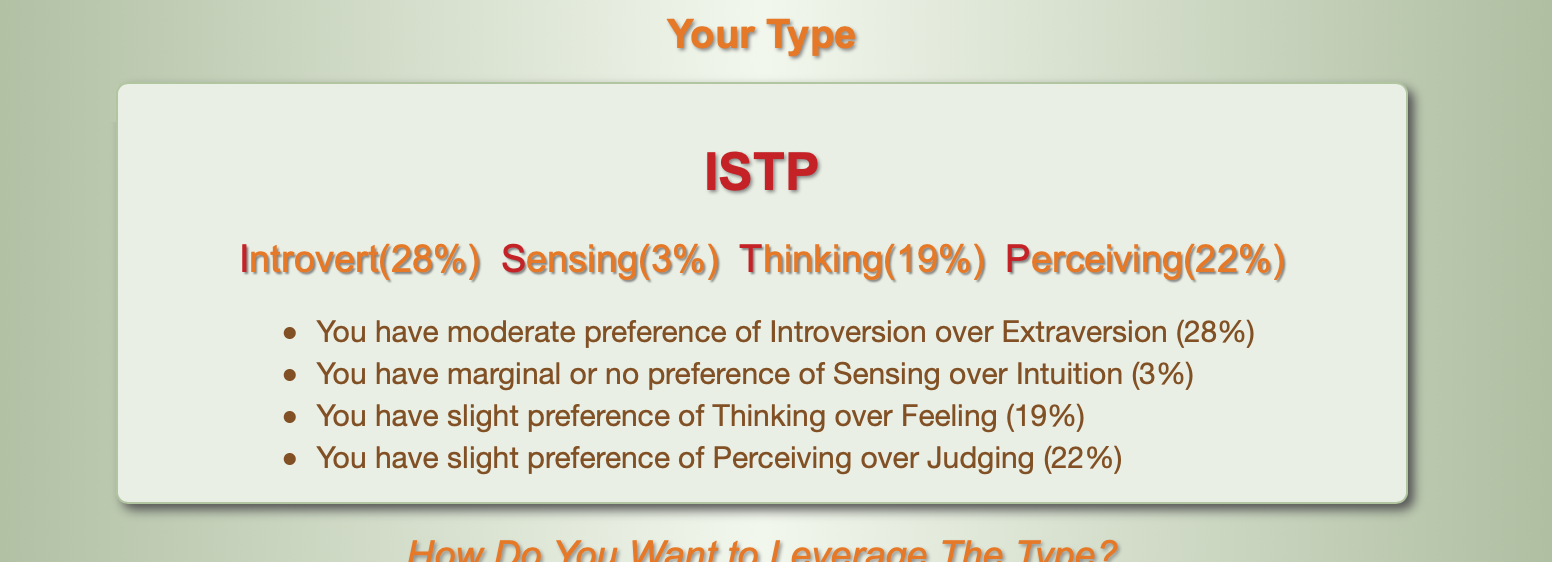 Your Type
ISTP
Introvert(28%) Sensing(3%) Thinking(19%) Perceiving(22%)
● You have moderate preference of Introversion over Extraversion (28%)
● You have marginal or no preference of Sensing over Intuition (3%)
● You have slight preference of Thinking over Feeling (19%)
● You have slight preference of Perceiving over Judging (22%)
How Do You Want to Leverage The Type?